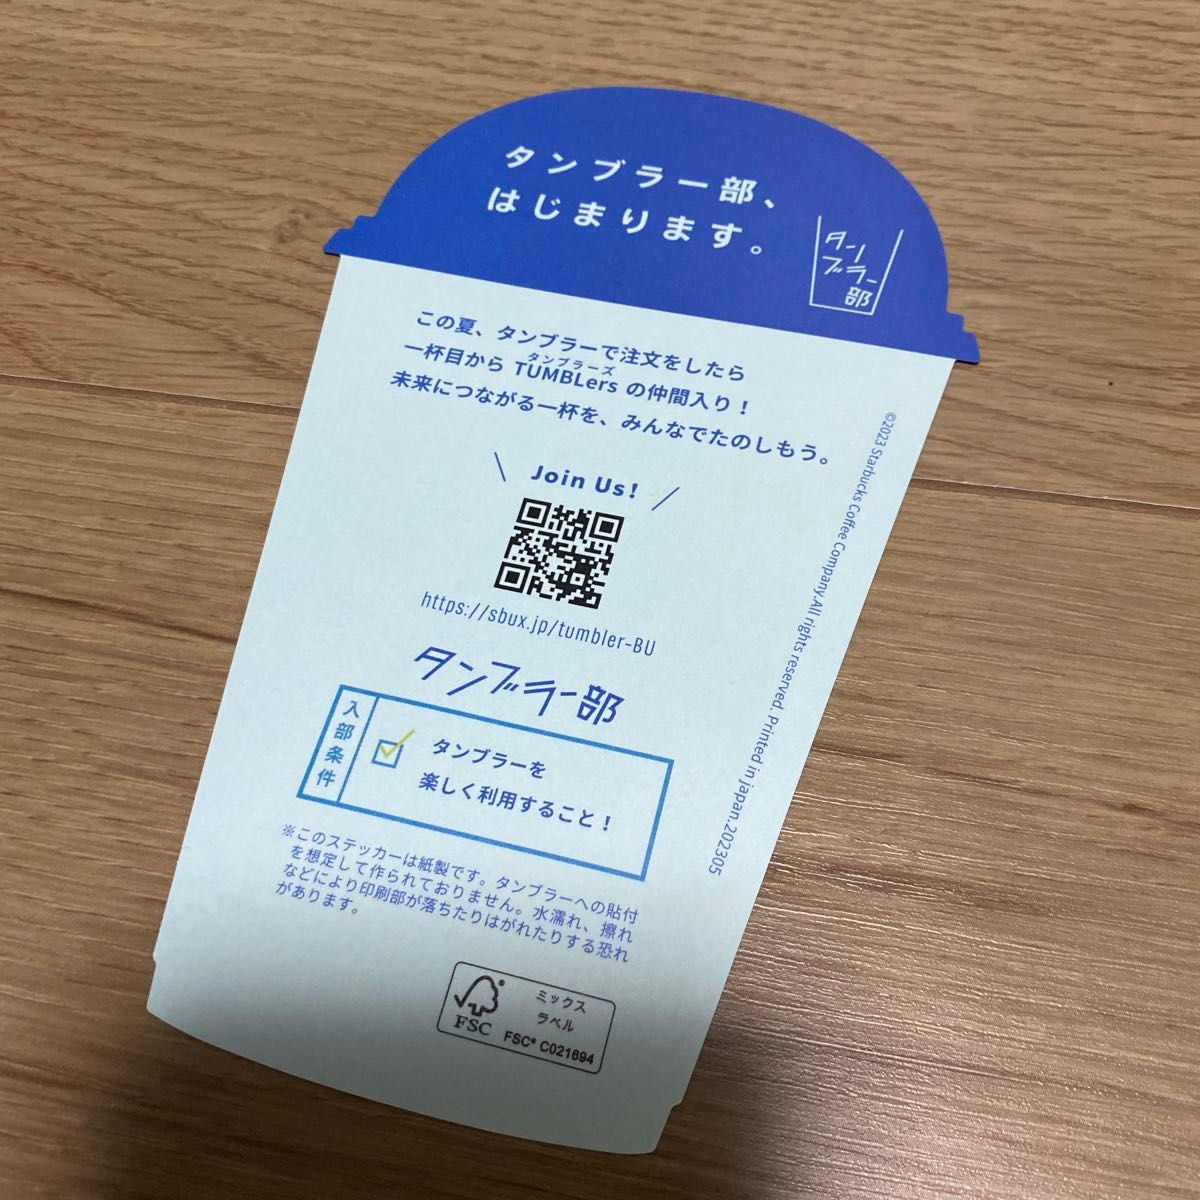 タンブラー部、
はじまります。
タン
ブラー
部
この夏、タンブラーで注文をしたら
タンブラーズ
一杯目から TUMBLers の仲間入り！
未来につながる一杯を、みんなでたのしもう。
Join Us!
https://sbux.jp/tumbler-BU
タンブラー部
入部条件
タンブラーを
楽しく利用すること！
※このステッカーは紙製です。タンブラーへの貼付
を想定して作られておりません。水濡れ、擦れ
などにより印刷部が落ちたりはがれたりする恐れ
があります。
FSC
ミックス
ラベル
FSC® C021694
©2023 Starbucks Coffee Company.All rights reserved. Printed in japan.202305